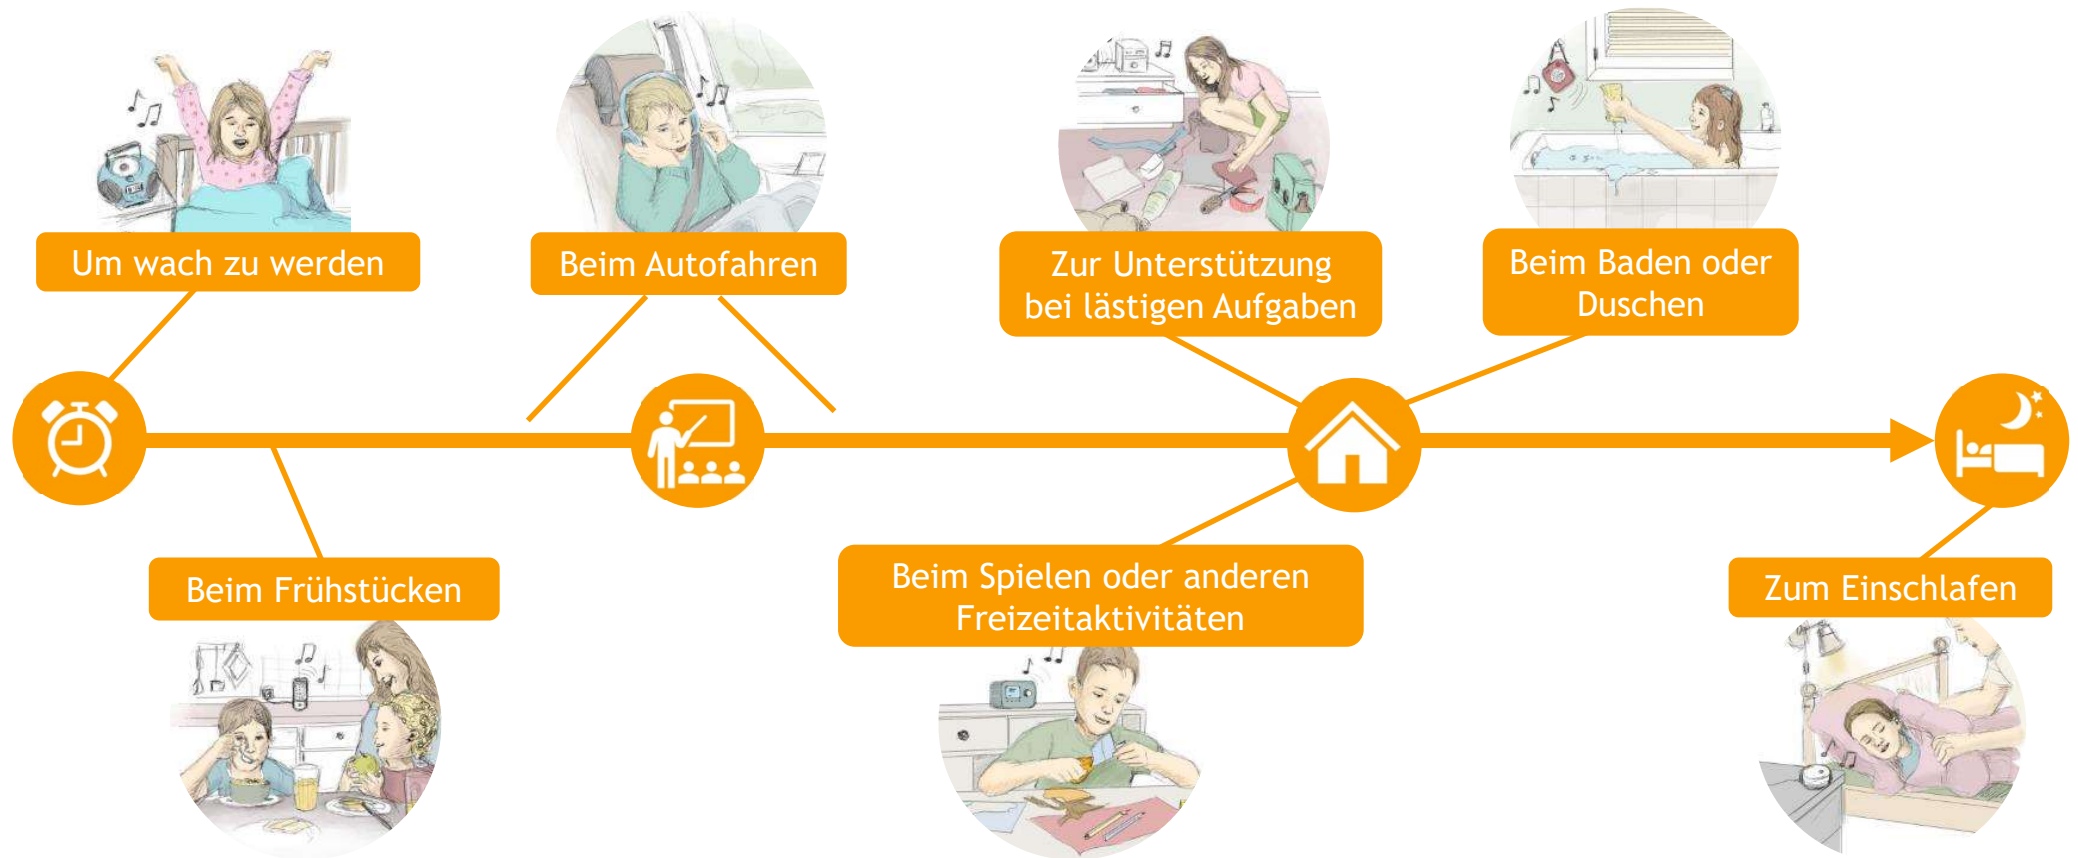 Um wach zu werden
Beim Autofahren
Zur Unterstützung
bei lästigen Aufgaben
Beim Baden oder
Duschen
Beim Frühstücken
Beim Spielen oder anderen
Freizeitaktivitäten
Zum Einschlafen